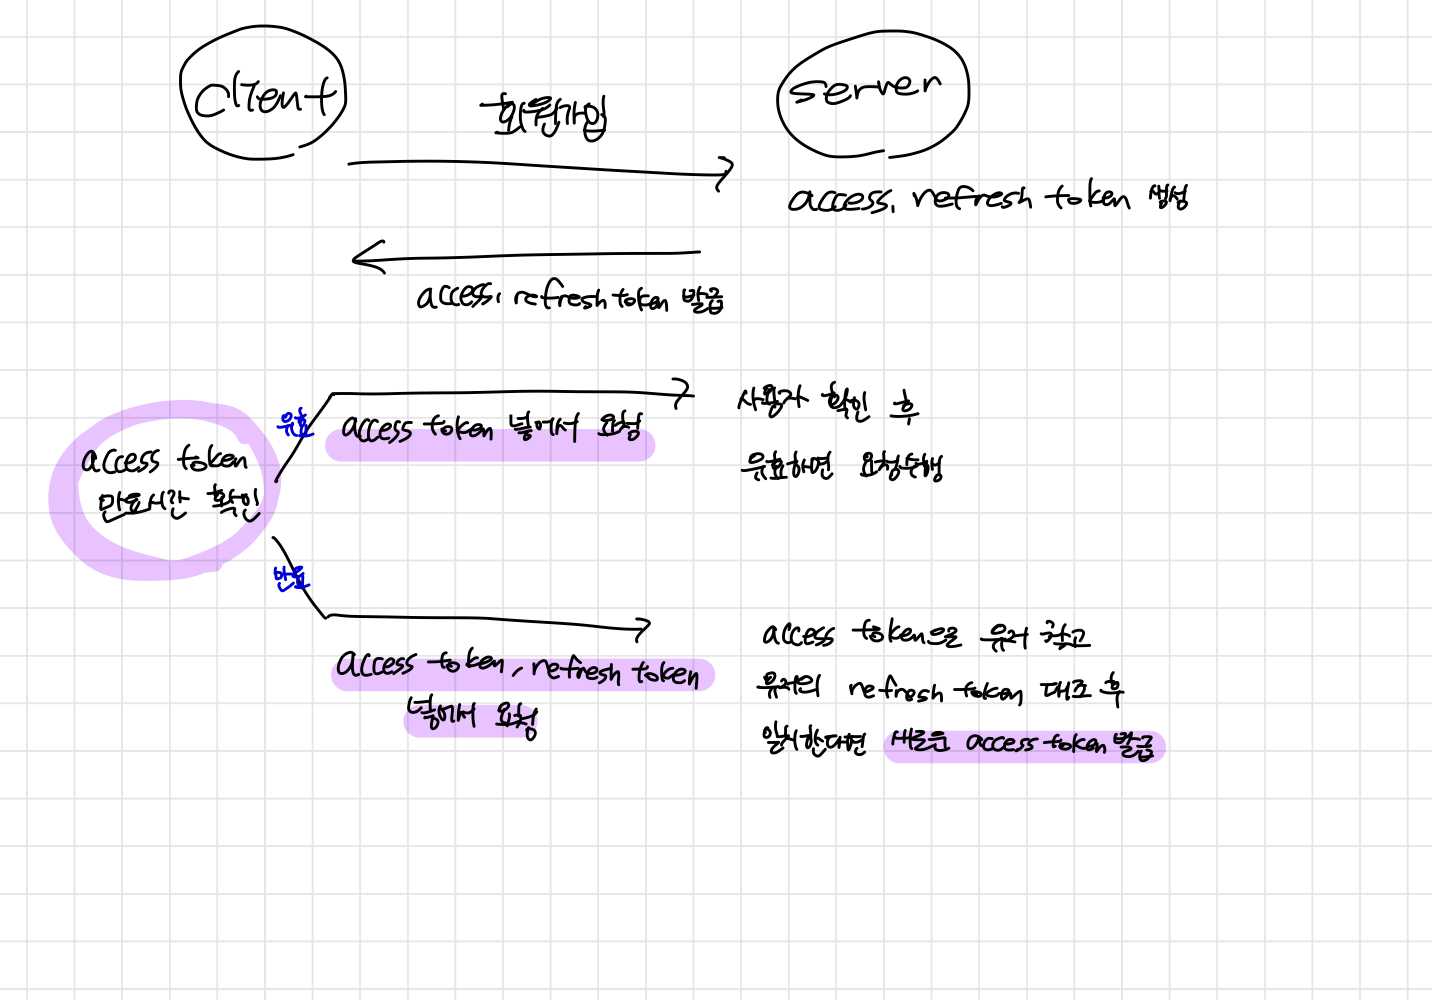 Client
server
회원가입
access, refresh token 생성
access, refresh token 발급
유효
access token 넣어서 요청
사용자 확인 후
유효하면 요청수행
access token
만료시간 확인
만료
access token, refresh token
넣어서 요청
access token으로 유저 찾고
유저의 refresh token 대조 후
일치한다면 새로운 access token 발급